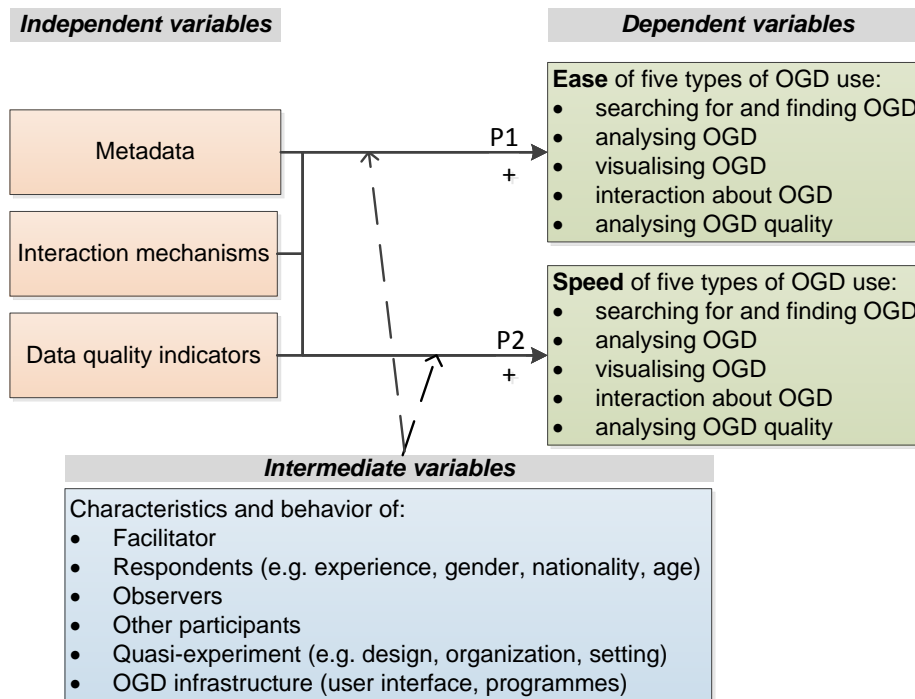 Independent variables
Dependent variables
Metadata
Interaction mechanisms
Data quality indicators
P1
+
P2
+
Ease of five types of OGD use:
• searching for and finding OGD
• analysing OGD
• visualising OGD
• interaction about OGD
• analysing OGD quality
Speed of five types of OGD use:
• searching for and finding OGD
• analysing OGD
• visualising OGD
• interaction about OGD
• analysing OGD quality
Intermediate variables
Characteristics and behavior of:
• Facilitator
• Respondents (e.g. experience, gender, nationality, age)
• Observers
• Other participants
• Quasi-experiment (e.g. design, organization, setting)
• OGD infrastructure (user interface, programmes)